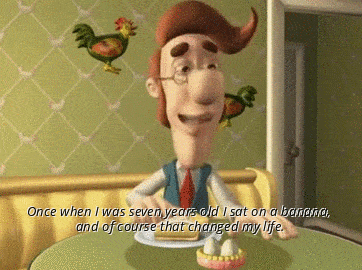 Once when I was seven years old I sat on a banana,
and of course that changed my life.